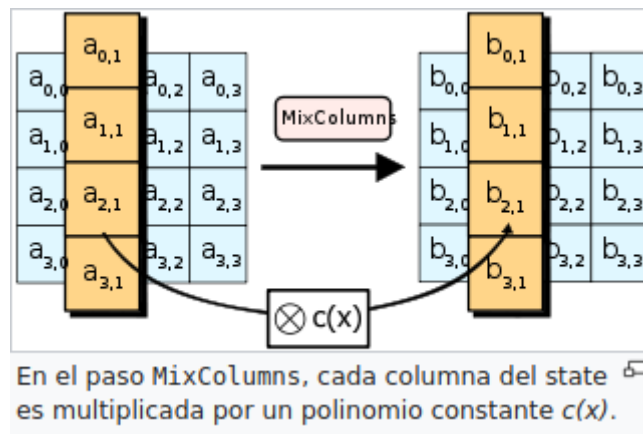 a0,1 b0,1
a0,0 a0,2 a0,3 b0,0 b0,2 b0,3
a1,1 MixColumns b1,1
a1,0 a1,2 a1,3 b1,0 b1,2 b1,3
a2,1 b2,1
a2,0 a2,2 a2,3 b2,0 b2,2 b2,3
a3,0 a3,2 a3,3 b3,0 b3,2 b3,3
a3,1 b3,1
⊗ c(x)
En el paso MixColumns, cada columna del state
es multiplicada por un polinomio constante c(x).